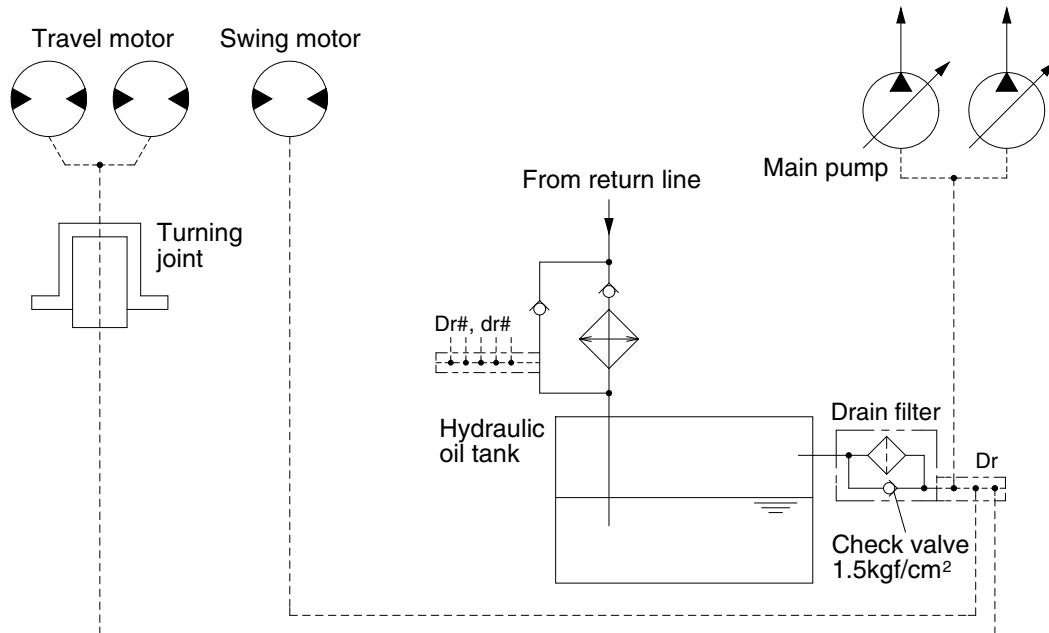 Travel motor
Swing motor
Main pump
From return line
Turning
joint
Dr#, dr#
Hydraulic
oil tank
Drain filter
Dr
Check valve
1.5kgf/cm²